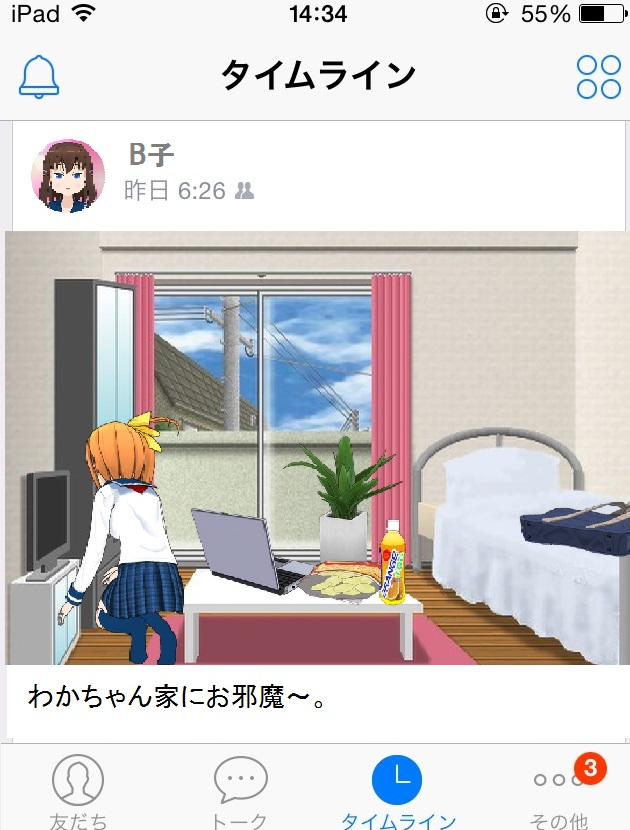 iPad 14:34 55%
タイムライン
B子
昨日 6:26
ORANGE
わかちゃん家にお邪魔～。
3
友だち トーク タイムライン その他